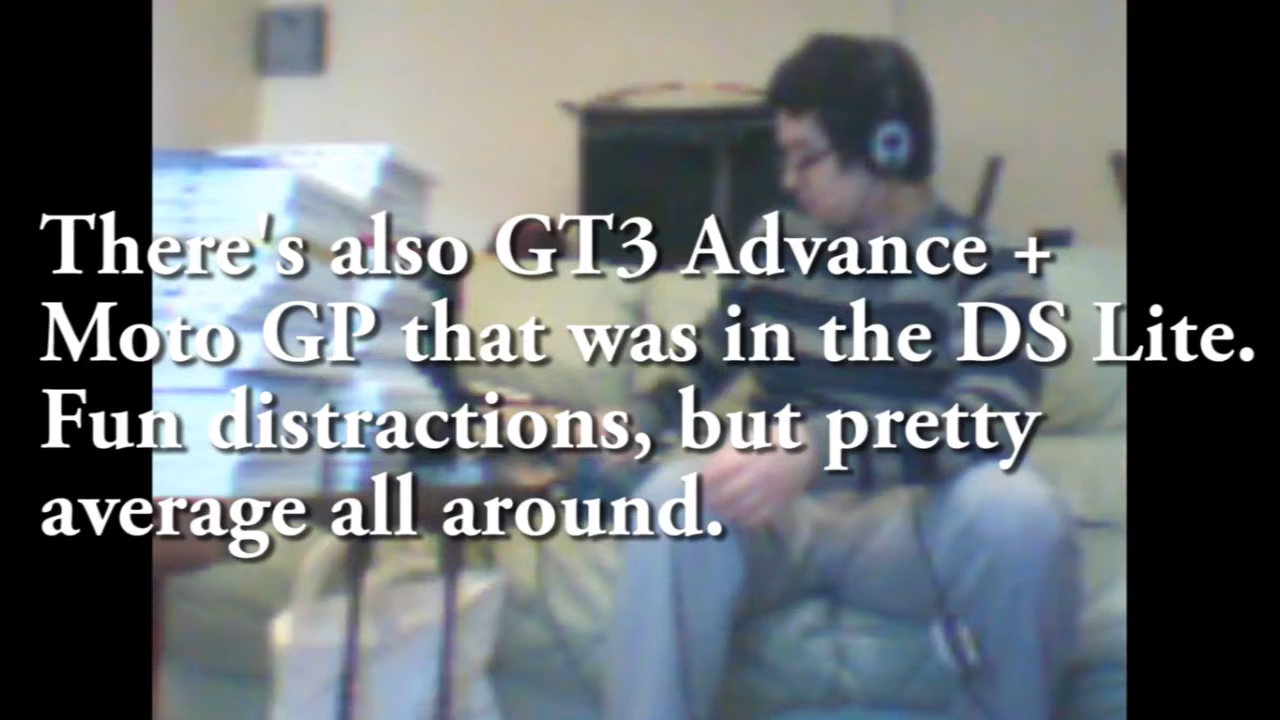 There's also GT3 Advance +
Moto GP that was in the DS Lite.
Fun distractions, but pretty
average all around.